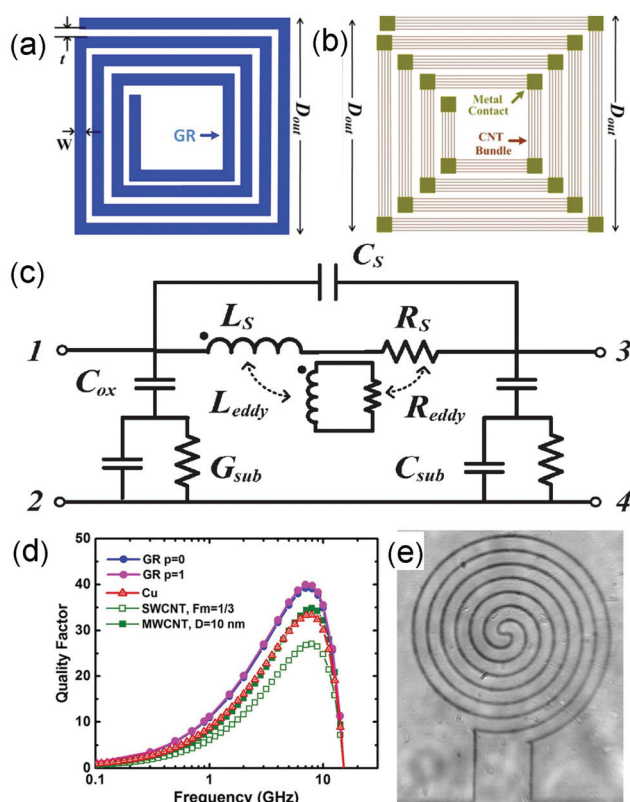 (a)
t
W
GR
D_out
(b)
D_out
Metal
Contact
CNT
Bundle
D_out
(c)
C_S
L_S
R_S
1
3
C_ox
L_eddy
R_eddy
G_sub
C_sub
2
4
(d)
50
40
30
20
10
0
Quality Factor
GR p=0
GR p=1
Cu
SWCNT, Fm=1/3
MWCNT, D=10 nm
0.1
1
10
Frequency (GHz)
(e)